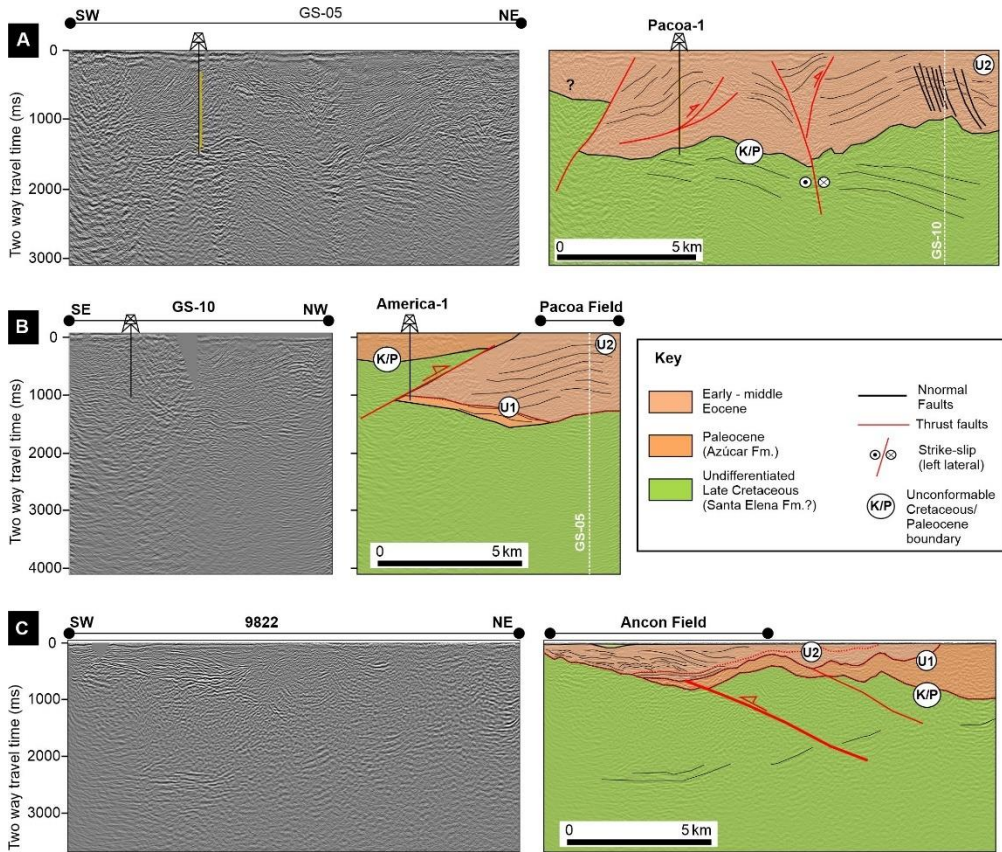 A
SW
GS-05
NE
Pacoa-1
Two way travel time (ms)
0
1000
2000
3000
?
K/P
U2
GS-10
0
5 km
B
SE
GS-10
NW
America-1
Pacoa Field
Two way travel time (ms)
0
1000
2000
3000
4000
K/P
U2
U1
GS-05
0
5 km
Key
Early - middle
Eocene
Paleocene
(Azúcar Fm.)
Undifferentiated
Late Cretaceous
(Santa Elena Fm.?)
Nnormal
Faults
Thrust faults
Strike-slip
(left lateral)
K/P
Unconformable
Cretaceous/
Paleocene
boundary
C
SW
9822
NE
Ancon Field
Two way travel time (ms)
0
1000
2000
3000
U2
U1
K/P
0
5 km